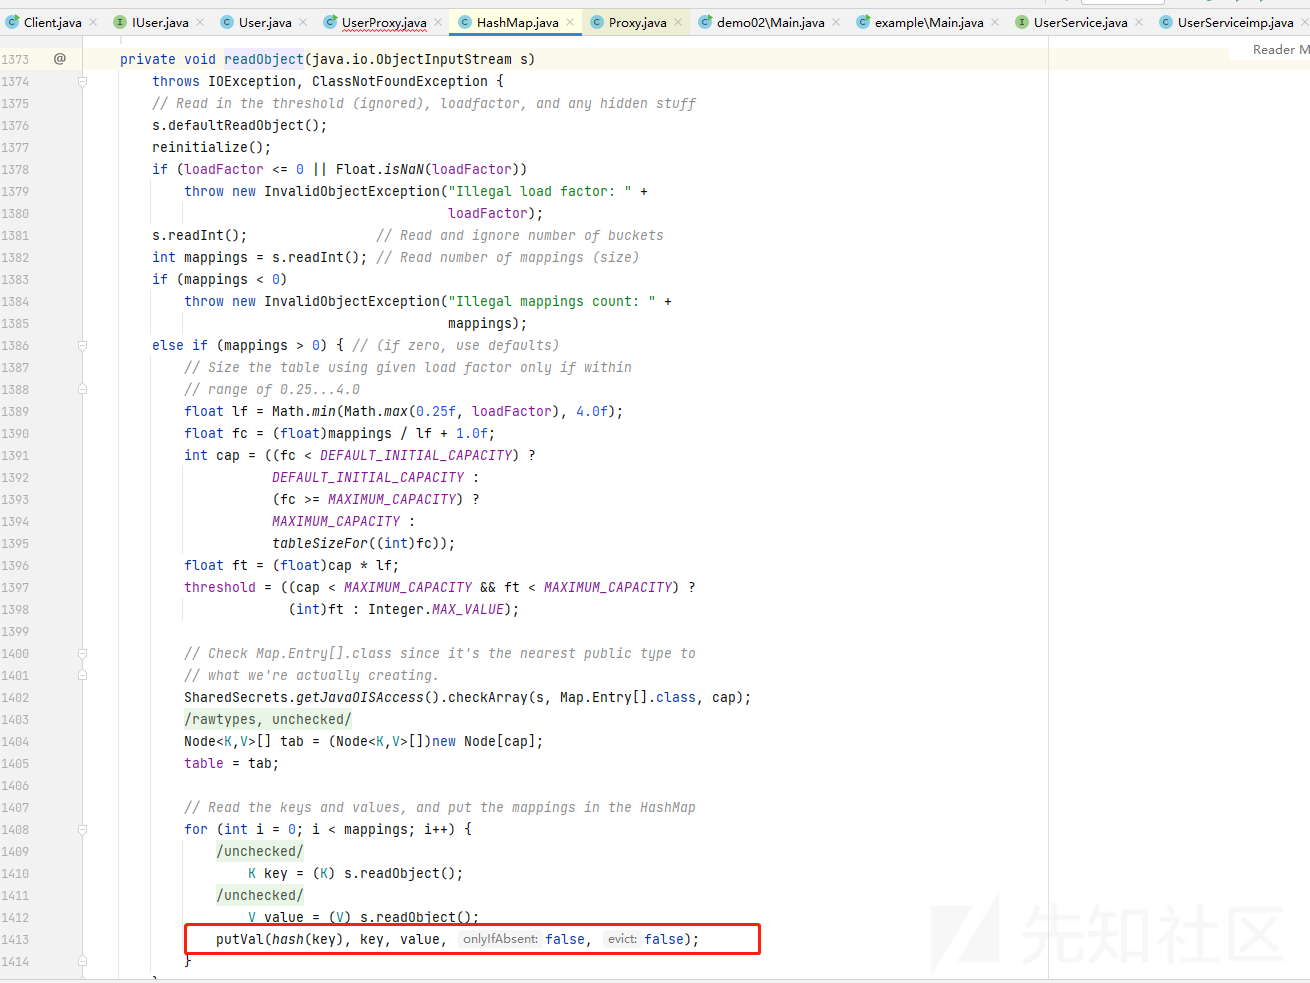 Client.java IUser.java User.java UserProxy.java HashMap.java Proxy.java demo02\Main.java example\Main.java UserService.java UserServiceimp.java
Reader M
1373 @ private void readObject(java.io.ObjectInputStream s)
1374 throws IOException, ClassNotFoundException {
1375 // Read in the threshold (ignored), loadfactor, and any hidden stuff
1376 s.defaultReadObject();
1377 reinitialize();
1378 if (loadFactor <= 0 || Float.isNaN(loadFactor))
1379 throw new InvalidObjectException("Illegal load factor: " +
1380 loadFactor);
1381 s.readInt(); // Read and ignore number of buckets
1382 int mappings = s.readInt(); // Read number of mappings (size)
1383 if (mappings < 0)
1384 throw new InvalidObjectException("Illegal mappings count: " +
1385 mappings);
1386 else if (mappings > 0) { // (if zero, use defaults)
1387 // Size the table using given load factor only if within
1388 // range of 0.25...4.0
1389 float lf = Math.min(Math.max(0.25f, loadFactor), 4.0f);
1390 float fc = (float)mappings / lf + 1.0f;
1391 int cap = ((fc < DEFAULT_INITIAL_CAPACITY) ?
1392 DEFAULT_INITIAL_CAPACITY :
1393 (fc >= MAXIMUM_CAPACITY) ?
1394 MAXIMUM_CAPACITY :
1395 tableSizeFor((int)fc));
1396 float ft = (float)cap * lf;
1397 threshold = ((cap < MAXIMUM_CAPACITY && ft < MAXIMUM_CAPACITY) ?
1398 (int)ft : Integer.MAX_VALUE);
1399
1400 // Check Map.Entry[].class since it's the nearest public type to
1401 // what we're actually creating.
1402 SharedSecrets.getJavaOISAccess().checkArray(s, Map.Entry[].class, cap);
1403 /rawtypes, unchecked/
1404 Node<K,V>[] tab = (Node<K,V>[])new Node[cap];
1405 table = tab;
1406
1407 // Read the keys and values, and put the mappings in the HashMap
1408 for (int i = 0; i < mappings; i++) {
1409 /unchecked/
1410 K key = (K) s.readObject();
1411 /unchecked/
1412 V value = (V) s.readObject();
1413 putVal(hash(key), key, value, onlyIfAbsent: false, evict: false);
1414 }
先知社区